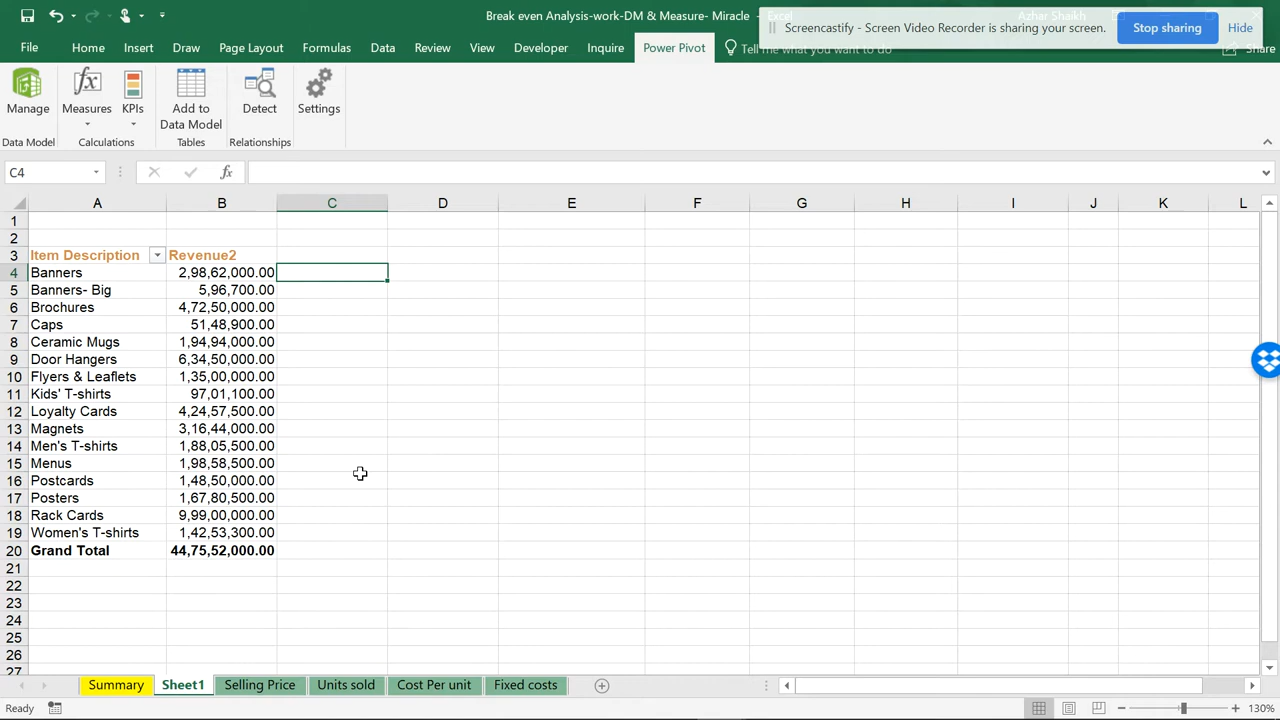 Break even Analysis-work-DM & Measure- Miracle - Excel
Azhar Shaikh
Screencastify - Screen Video Recorder is sharing your screen.
Stop sharing
Hide
File Home Insert Draw Page Layout Formulas Data Review View Developer Inquire Power Pivot Tell me what you want to do Share
Manage Measures KPIs Add to Data Model Detect Settings
Data Model Calculations Tables Relationships
C4 fx
A B C D E F G H I J K L
1
2
3 Item Description Revenue2
4 Banners 2,98,62,000.00
5 Banners- Big 5,96,700.00
6 Brochures 4,72,50,000.00
7 Caps 51,48,900.00
8 Ceramic Mugs 1,94,94,000.00
9 Door Hangers 6,34,50,000.00
10 Flyers & Leaflets 1,35,00,000.00
11 Kids' T-shirts 97,01,100.00
12 Loyalty Cards 4,24,57,500.00
13 Magnets 3,16,44,000.00
14 Men's T-shirts 1,88,05,500.00
15 Menus 1,98,58,500.00
16 Postcards 1,48,50,000.00
17 Posters 1,67,80,500.00
18 Rack Cards 9,99,00,000.00
19 Women's T-shirts 1,42,53,300.00
20 Grand Total 44,75,52,000.00
21
22
23
24
25
26
27
Summary Sheet1 Selling Price Units sold Cost Per unit Fixed costs
Ready 130%